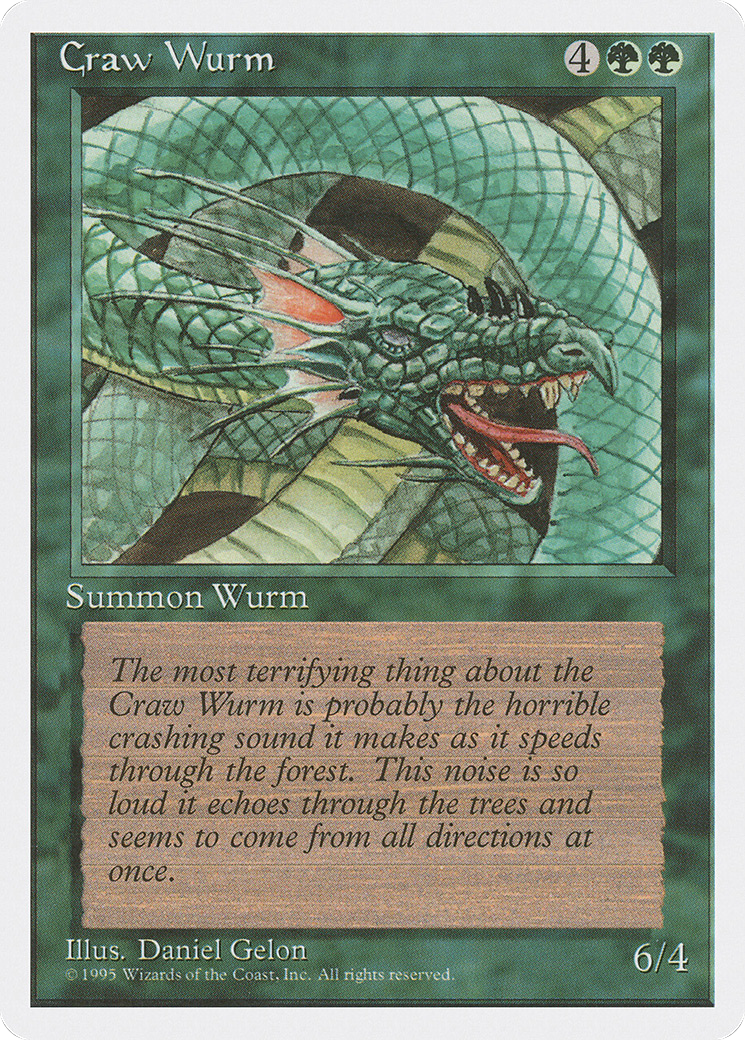 Craw Wurm 4
Summon Wurm
The most terrifying thing about the
Craw Wurm is probably the horrible
crashing sound it makes as it speeds
through the forest. This noise is so
loud it echoes through the trees and
seems to come from all directions at
once.
Illus. Daniel Gelon
© 1995 Wizards of the Coast, Inc. All rights reserved.
6/4